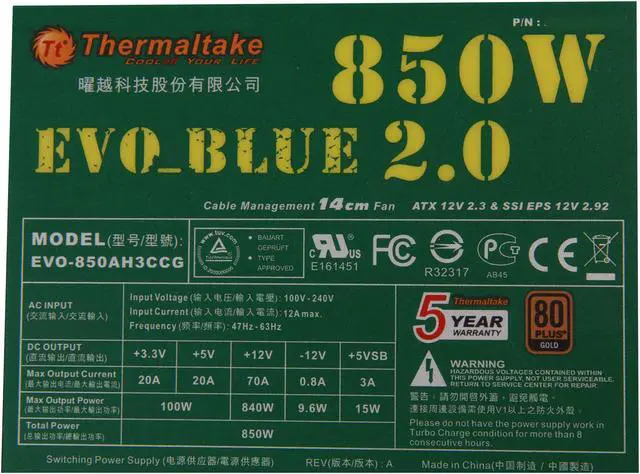 P/N: .
Tt Thermaltake
COOL ALL YOUR LIFE
曜越科技股份有限公司
850W
EVO_BLUE 2.0
Cable Management 14cm Fan ATX 12V 2.3 & SSI EPS 12V 2.92
MODEL(型号/型號):
EVO-850AH3CCG
BAUART
GEPRÜFT
TYPE
APPROVED
C US
E161451
FC
R32317
АБ45
CE
AC INPUT
(交流输入/交流輸入)
Input Voltage (输入电压/輸入電壓): 100V-240V
Input Current (输入电流/輸入電流): 12A max.
Frequency (频率/頻率): 47Hz - 63Hz
DC OUTPUT
(直流输出/直流輸出)
+3.3V +5V +12V -12V +5VSB
Max Output Current
(最大输出电流/最大輸出電流)
20A 20A 70A 0.8A 3A
Max Output Power
(最大输出功率/最大輸出功率)
100W 840W 9.6W 15W
Total Power
(总输出功率/總輸出功率)
850W
Thermaltake
5 YEAR
WARRANTY
80
PLUS
GOLD
WARNING
HAZARDOUS VOLTAGES CONTAINED WITHIN
THIS POWER SUPPLY, NOT USER SERVICEABLE.
RETURN TO SERVICE CENTER FOR REPAIR.
警告，請勿開啓外蓋，避免觸電。
连接周边设备需使用V1以上之防火外殼。
Please do not have the power supply worked in
Turbo Charge condition for more than 8
consecutive hours.
Switching Power Supply (电源供应器/電源供應器) REV(版本/版本): A Made in China (中国制造 / 中國製造)